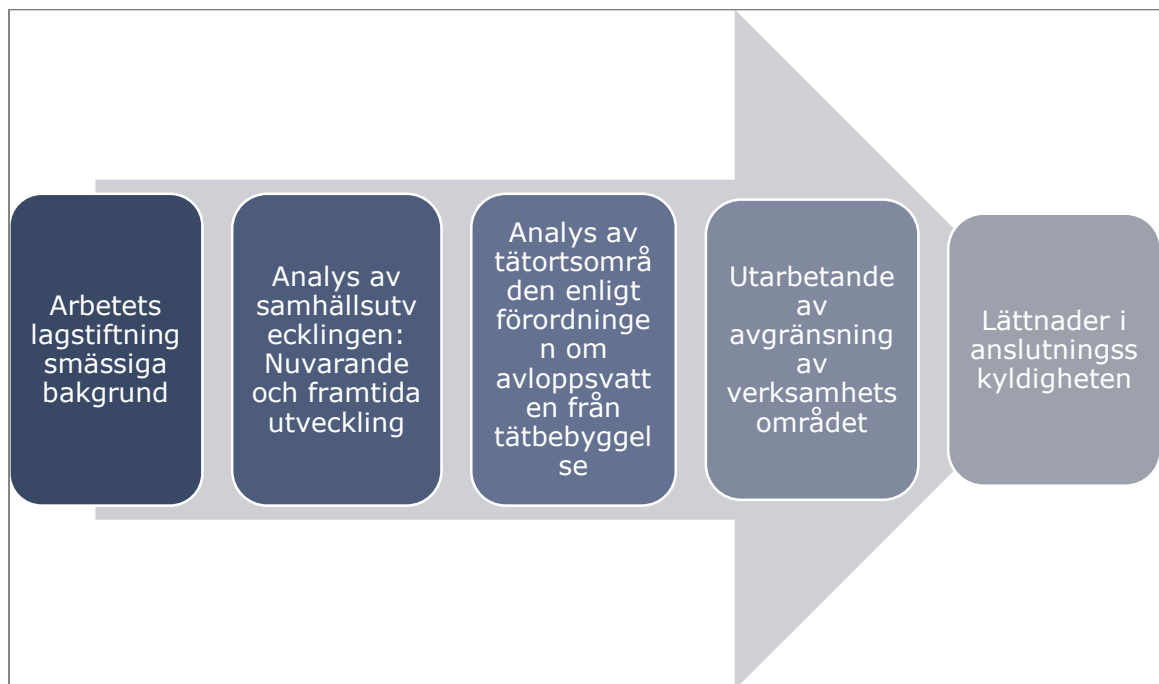 Arbetets
lagstiftning
smässiga
bakgrund
Analys av
samhällsutv
ecklingen:
Nuvarande
och framtida
utveckling
Analys av
tätortsområ
den enligt
förordninge
n om
avloppsvatt
en från
tätbebyggel
se
Utarbetande
av
avgränsning
av
verksamhets
området
Lättnader i
anslutningss
kyldigheten